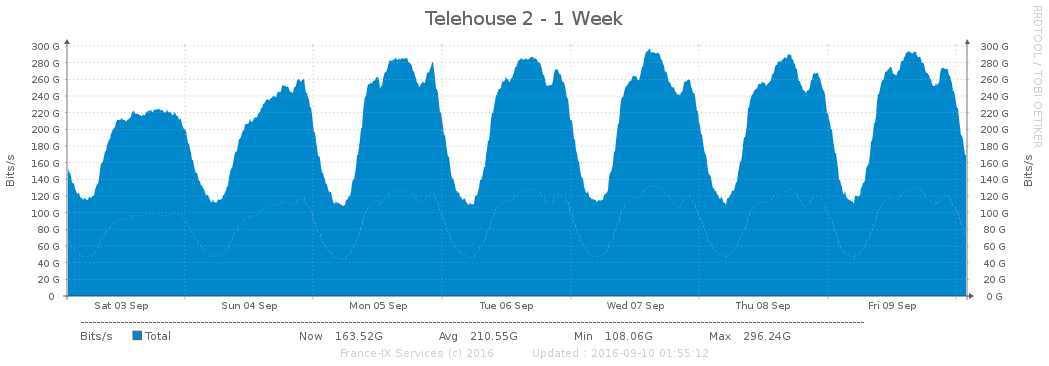 Telehouse 2 - 1 Week
RRDTOOL / TOBI OETIKER
Bits/s
300 G 300 G
280 G 280 G
260 G 260 G
240 G 240 G
220 G 220 G
200 G 200 G
180 G 180 G
160 G 160 G
140 G 140 G
120 G 120 G
100 G 100 G
80 G 80 G
60 G 60 G
40 G 40 G
20 G 20 G
0 0 G
Bits/s
Sat 03 Sep Sun 04 Sep Mon 05 Sep Tue 06 Sep Wed 07 Sep Thu 08 Sep Fri 09 Sep
Bits/s Total Now 163.52G Avg 210.55G Min 108.06G Max 296.24G
France-IX Services (c) 2016 Updated : 2016-09-10 01:55:12